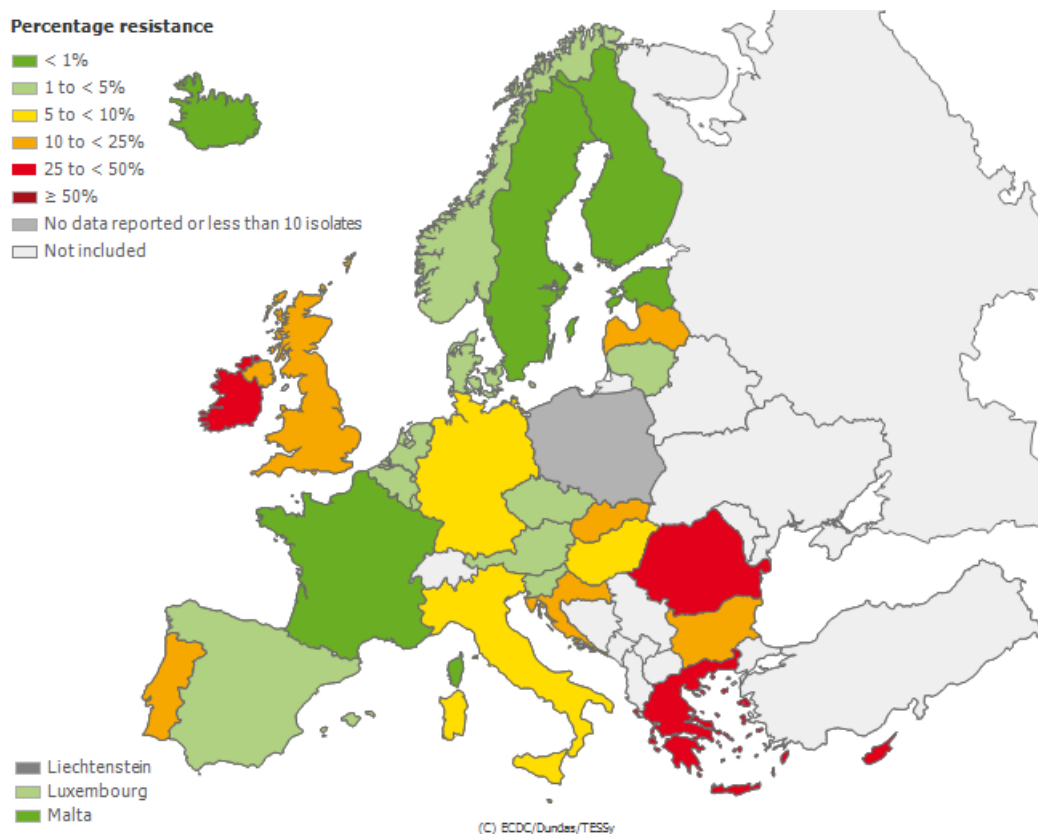 Percentage resistance
< 1%
1 to < 5%
5 to < 10%
10 to < 25%
25 to < 50%
≥ 50%
No data reported or less than 10 isolates
Not included
Liechtenstein
Luxembourg
Malta
(C) ECDC/Dundas/TESSy